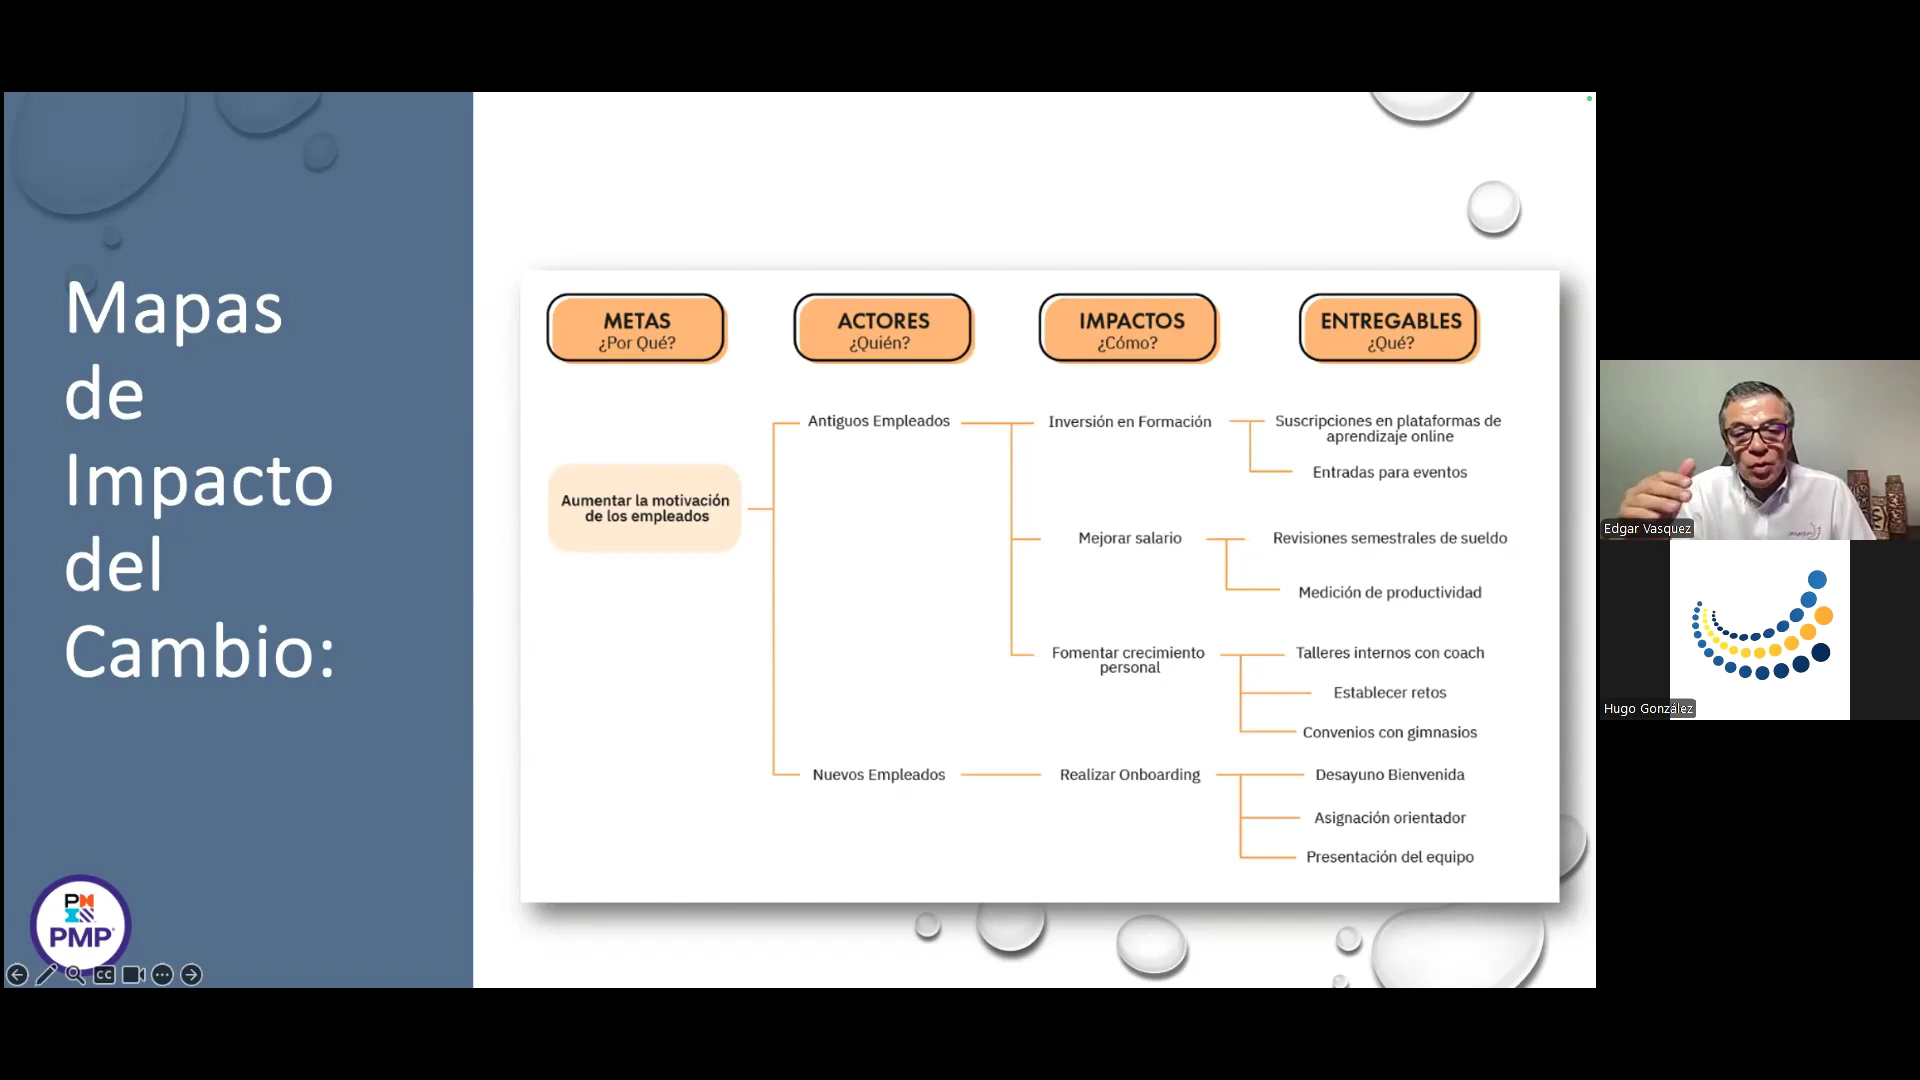 Mapas
de
Impacto
del
Cambio:
METAS
¿Por Qué?
ACTORES
¿Quién?
IMPACTOS
¿Cómo?
ENTREGABLES
¿Qué?
Aumentar la motivación
de los empleados
Antiguos Empleados
Inversión en Formación
Suscripciones en plataformas de
aprendizaje online
Entradas para eventos
Mejorar salario
Revisiones semestrales de sueldo
Medición de productividad
Fomentar crecimiento
personal
Talleres internos con coach
Establecer retos
Convenios con gimnasios
Nuevos Empleados
Realizar Onboarding
Desayuno Bienvenida
Asignación orientador
Presentación del equipo
PMP
CC
Edgar Vasquez
Hugo González